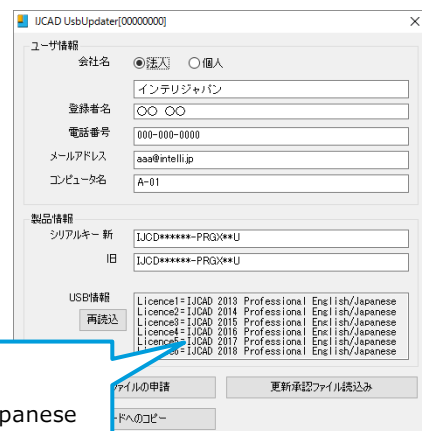 IJCAD UsbUpdater[00000000]
ユーザ情報
会社名 法人 個人
インテリジャパン
登録者名 〇〇 〇〇
電話番号 000-000-0000
メールアドレス aaa@intelli.jp
コンピュータ名 A-01
製品情報
シリアルキー 新 IJCD******-PRGX**U
旧 IJCD******-PRGX**U
USB情報
再読込
Licence1=IJCAD 2013 Professional English/Japanese
Licence2=IJCAD 2014 Professional English/Japanese
Licence3=IJCAD 2015 Professional English/Japanese
Licence4=IJCAD 2016 Professional English/Japanese
Licence5=IJCAD 2017 Professional English/Japanese
Licence6=IJCAD 2018 Professional English/Japanese
ファイルの申請 更新承認ファイル読込み
panese
ードへのコピー